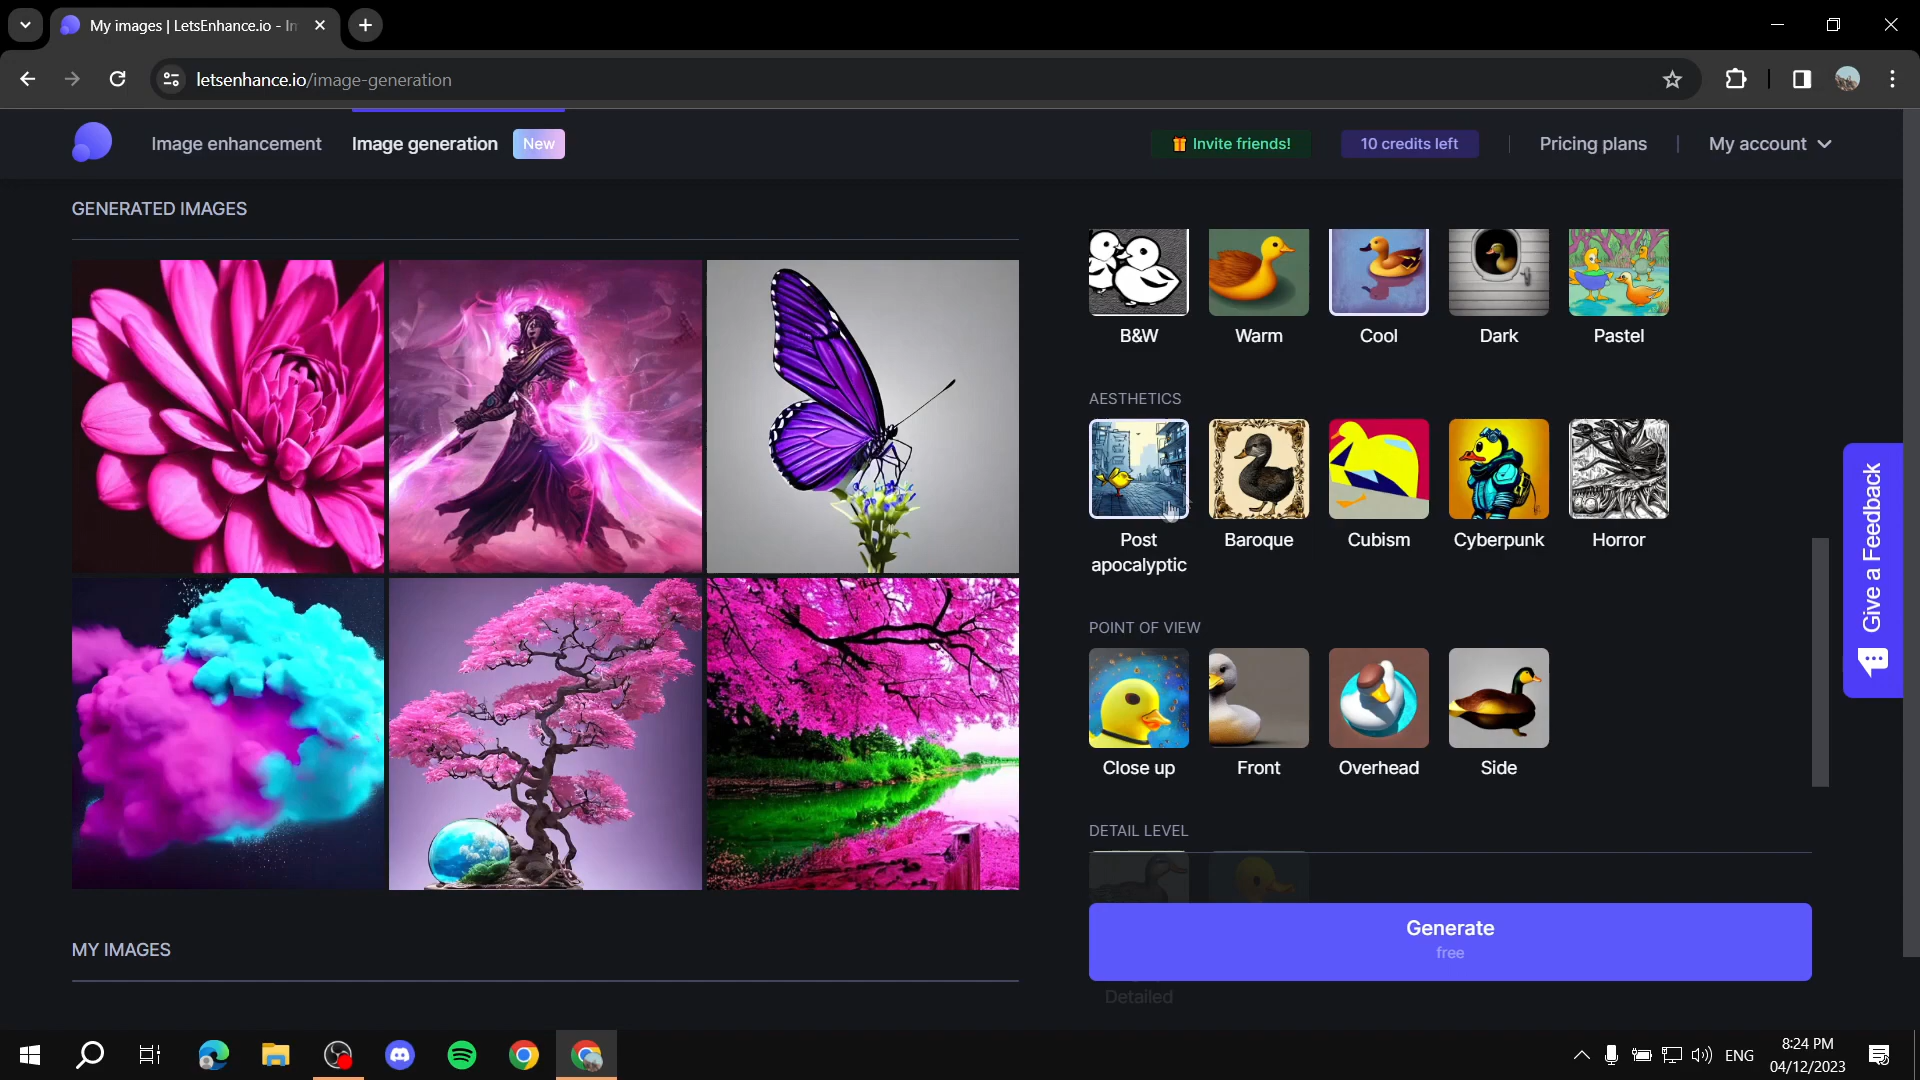 My images | LetsEnhance.io - In
letsenhance.io/image-generation
Image enhancement
Image generation
New
Invite friends!
10 credits left
Pricing plans
My account
GENERATED IMAGES
B&W
Warm
Cool
Dark
Pastel
AESTHETICS
Post
apocalyptic
Baroque
Cubism
Cyberpunk
Horror
POINT OF VIEW
Close up
Front
Overhead
Side
DETAIL LEVEL
Generate
free
Detailed
MY IMAGES
Give a Feedback
ENG
8:24 PM
04/12/2023